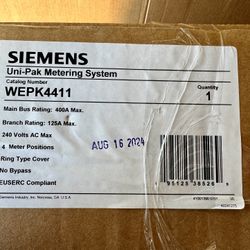 SIEMENS
Uni-Pak Metering System
Catalog Number
WEPK4411
Quantity
1
Main Bus Rating: 400A Max.
Branch Rating: 125A Max.
240 Volts AC Max
4 Meter Positions
Ring Type Cover
No Bypass
EUSERC Compliant
AUG 16 2024
Siemens Industry, Inc. Norcross, GA U.S.A.